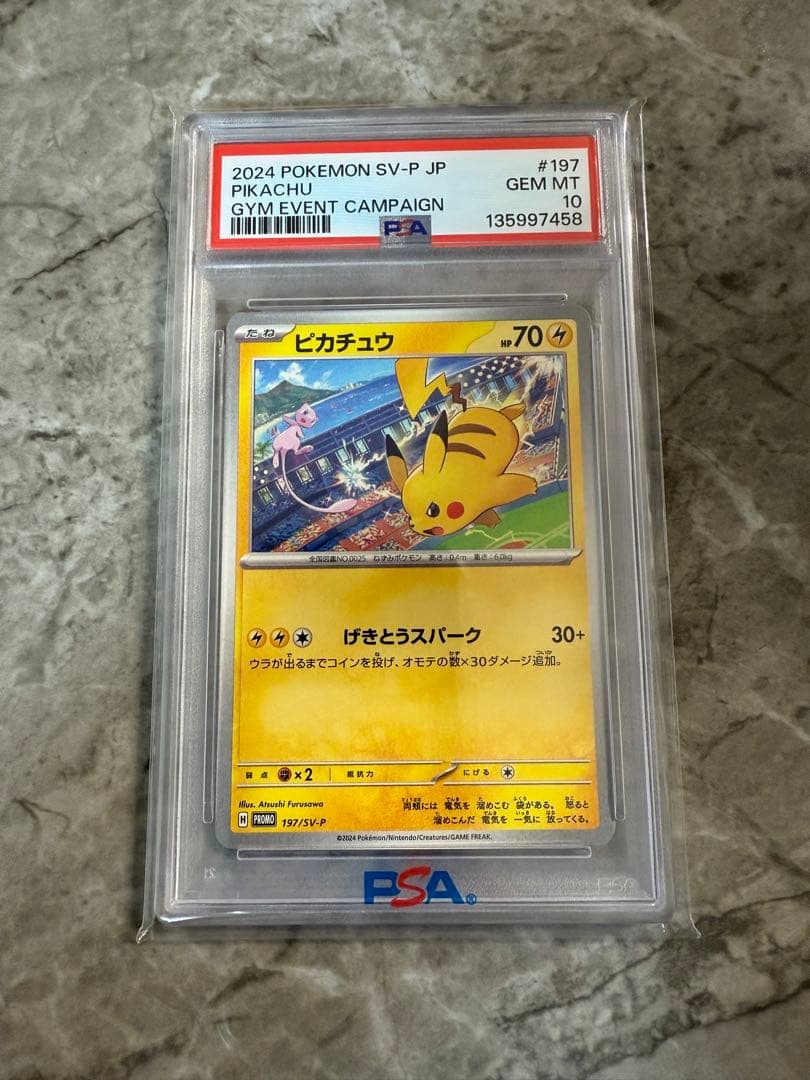 2024 POKEMON SV-P JP #197
PIKACHU GEM MT
GYM EVENT CAMPAIGN 10
PSA 135997458
たね ピカチュウ HP70
全国図鑑NO.0025 ねずみポケモン 高さ:0.4m 重さ:6.0kg
げきとうスパーク 30+
ウラが出るまでコインを投げ、オモテの数×30ダメージ追加。
弱点 ×2 抵抗力 にげる
Illus. Atsushi Furusawa
両頬には 電気を 溜めこむ 袋がある。 怒ると
溜めこんだ 電気を 一気に 放ってくる。
H PROMO 197/SV-P
©2024 Pokémon/Nintendo/Creatures/GAME FREAK.
PSA®